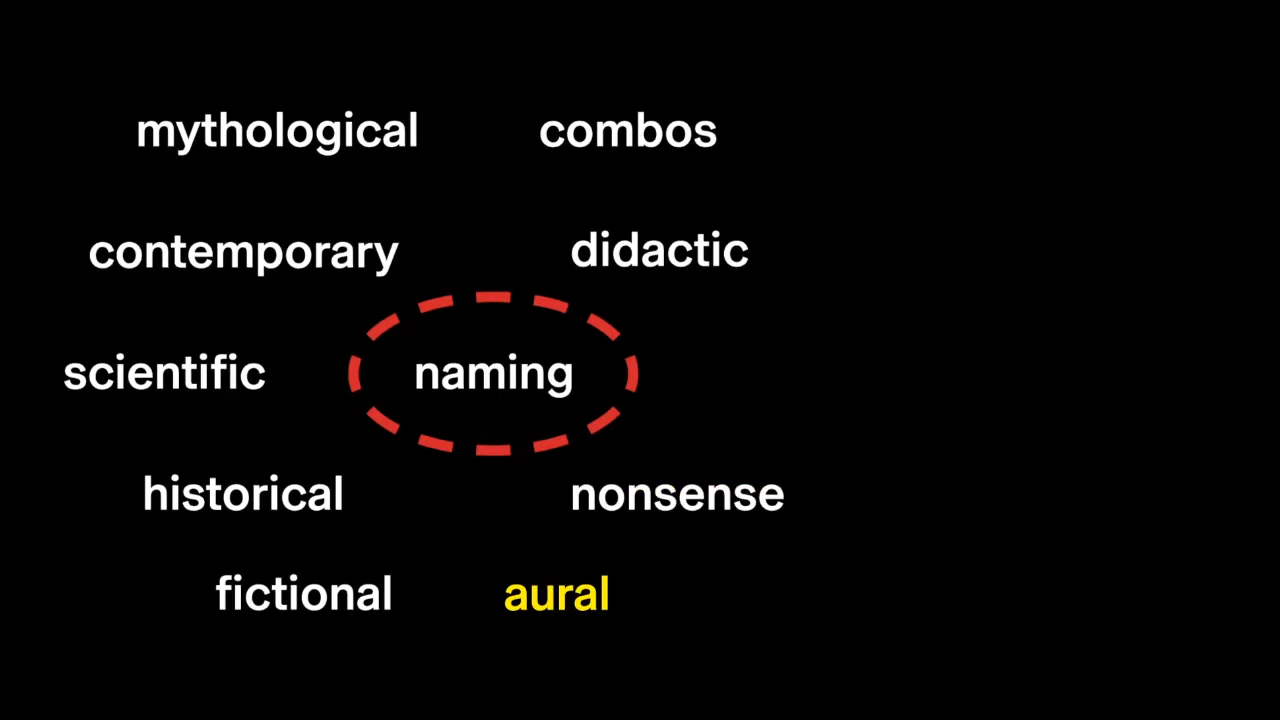 mythological combos
contemporary didactic
scientific naming
historical nonsense
fictional aural